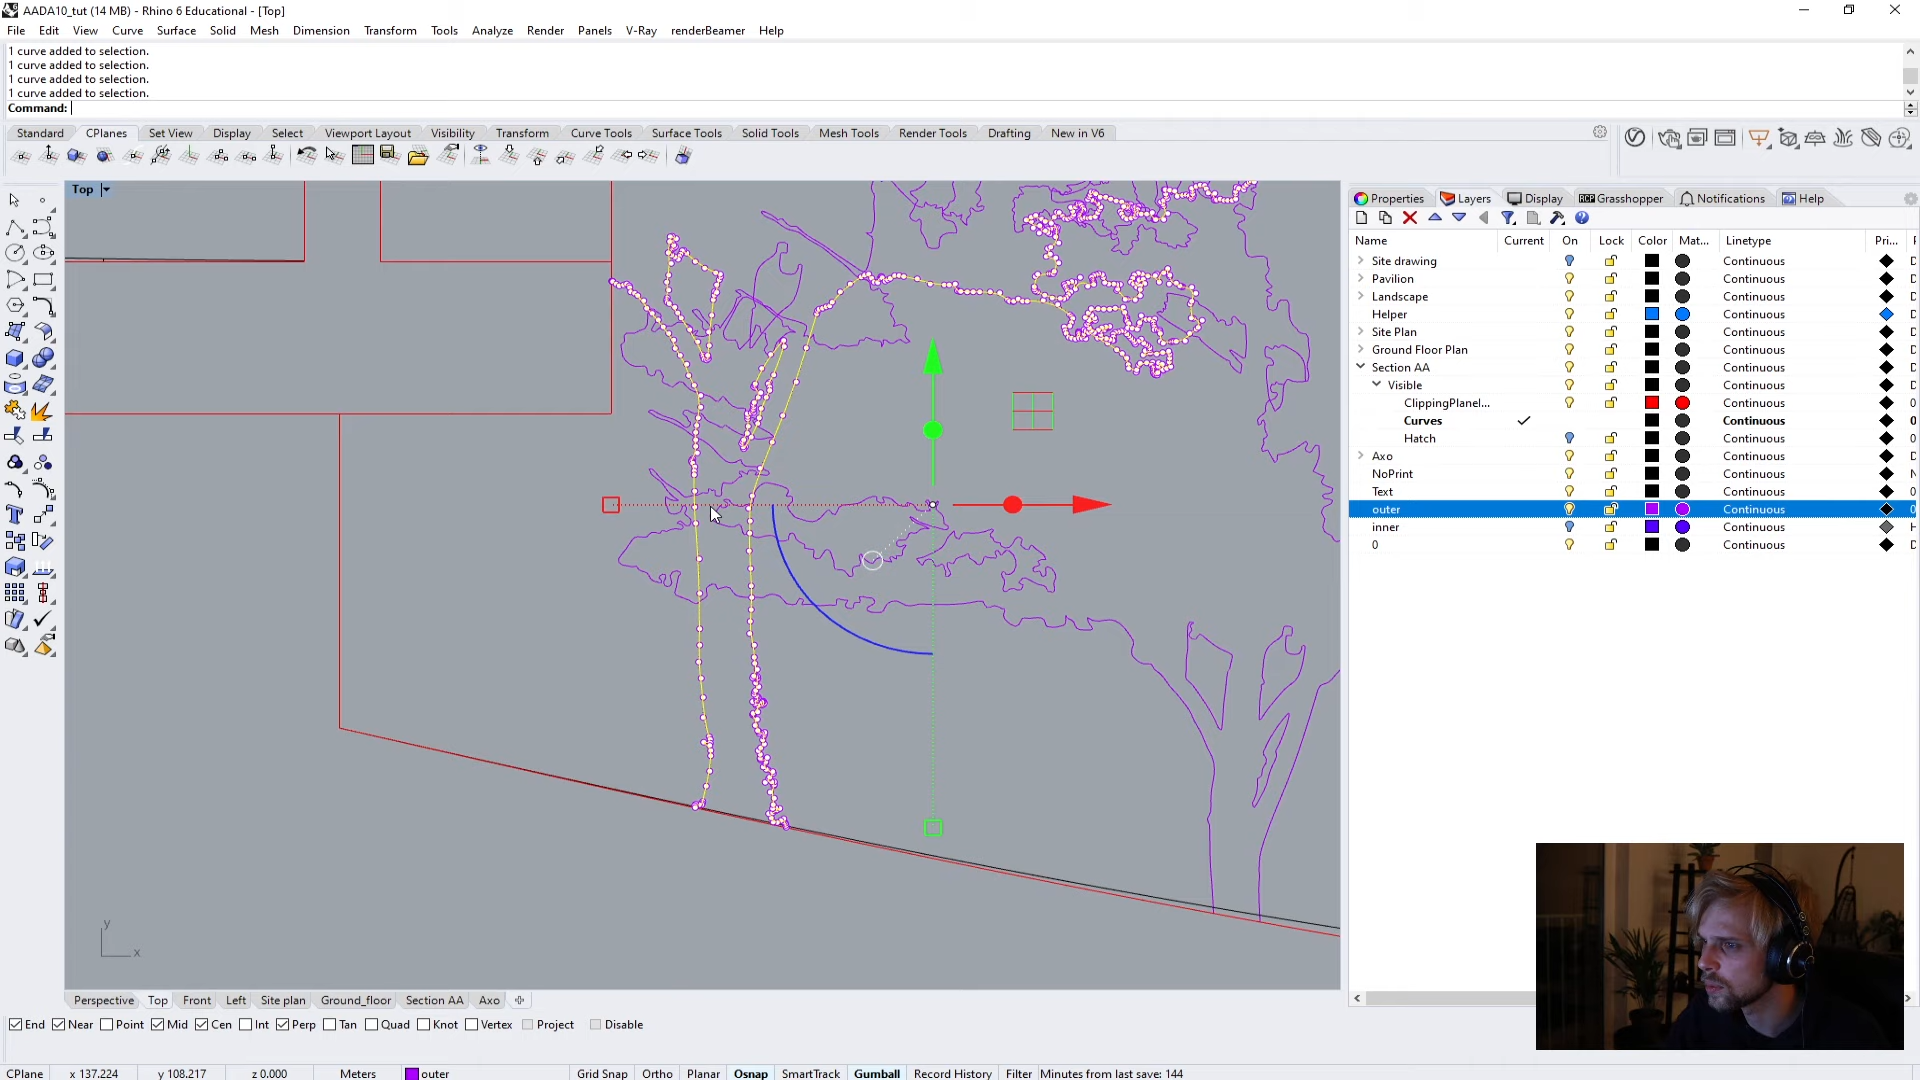 AADA10_tut (14 MB) - Rhino 6 Educational - [Top]
File Edit View Curve Surface Solid Mesh Dimension Transform Tools Analyze Render Panels V-Ray renderBeamer Help
1 curve added to selection.
1 curve added to selection.
1 curve added to selection.
1 curve added to selection.
Command:
Standard CPlanes Set View Display Select Viewport Layout Visibility Transform Curve Tools Surface Tools Solid Tools Mesh Tools Render Tools Drafting New in V6
Top
Properties Layers Display Grasshopper Notifications Help
Name Current On Lock Color Mat... Linetype Pri...
Site drawing Continuous
Pavilion Continuous
Landscape Continuous
Helper Continuous
Site Plan Continuous
Ground Floor Plan Continuous
Section AA Continuous
Visible Continuous
ClippingPlanel... Continuous
Curves Continuous
Hatch Continuous
Axo Continuous
NoPrint Continuous
Text Continuous
outer Continuous
inner Continuous
0 Continuous
y
x
Perspective Top Front Left Site plan Ground_floor Section AA Axo
End Near Point Mid Cen Int Perp Tan Quad Knot Vertex Project Disable
CPlane x 137.224 y 108.217 z 0.000 Meters outer Grid Snap Ortho Planar Osnap SmartTrack Gumball Record History Filter Minutes from last save: 144